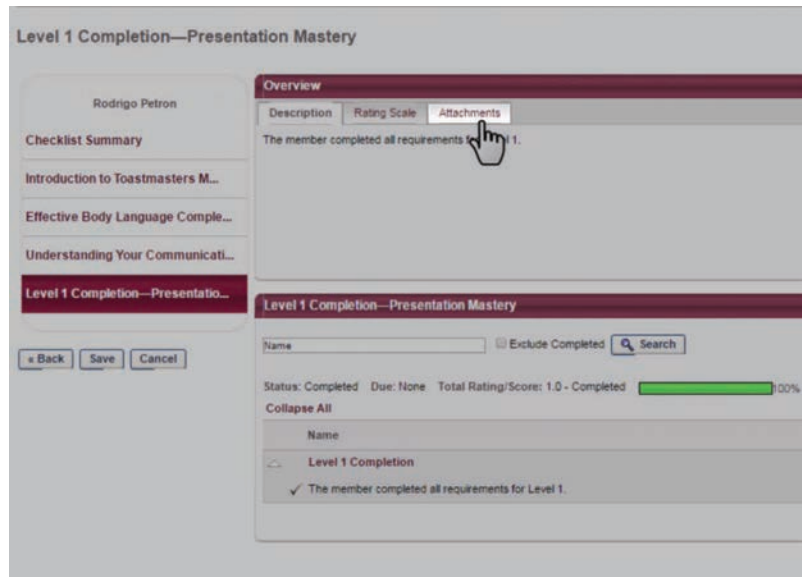 Level 1 Completion—Presentation Mastery
Rodrigo Petron
Checklist Summary
Introduction to Toastmasters M...
Effective Body Language Comple...
Understanding Your Communicati...
Level 1 Completion—Presentatio...
« Back Save Cancel
Overview
Description Rating Scale Attachments
The member completed all requirements 1.
Level 1 Completion—Presentation Mastery
Name Exclude Completed Search
Status: Completed Due: None Total Rating/Score: 1.0 - Completed 100%
Collapse All
Name
Level 1 Completion
The member completed all requirements for Level 1.